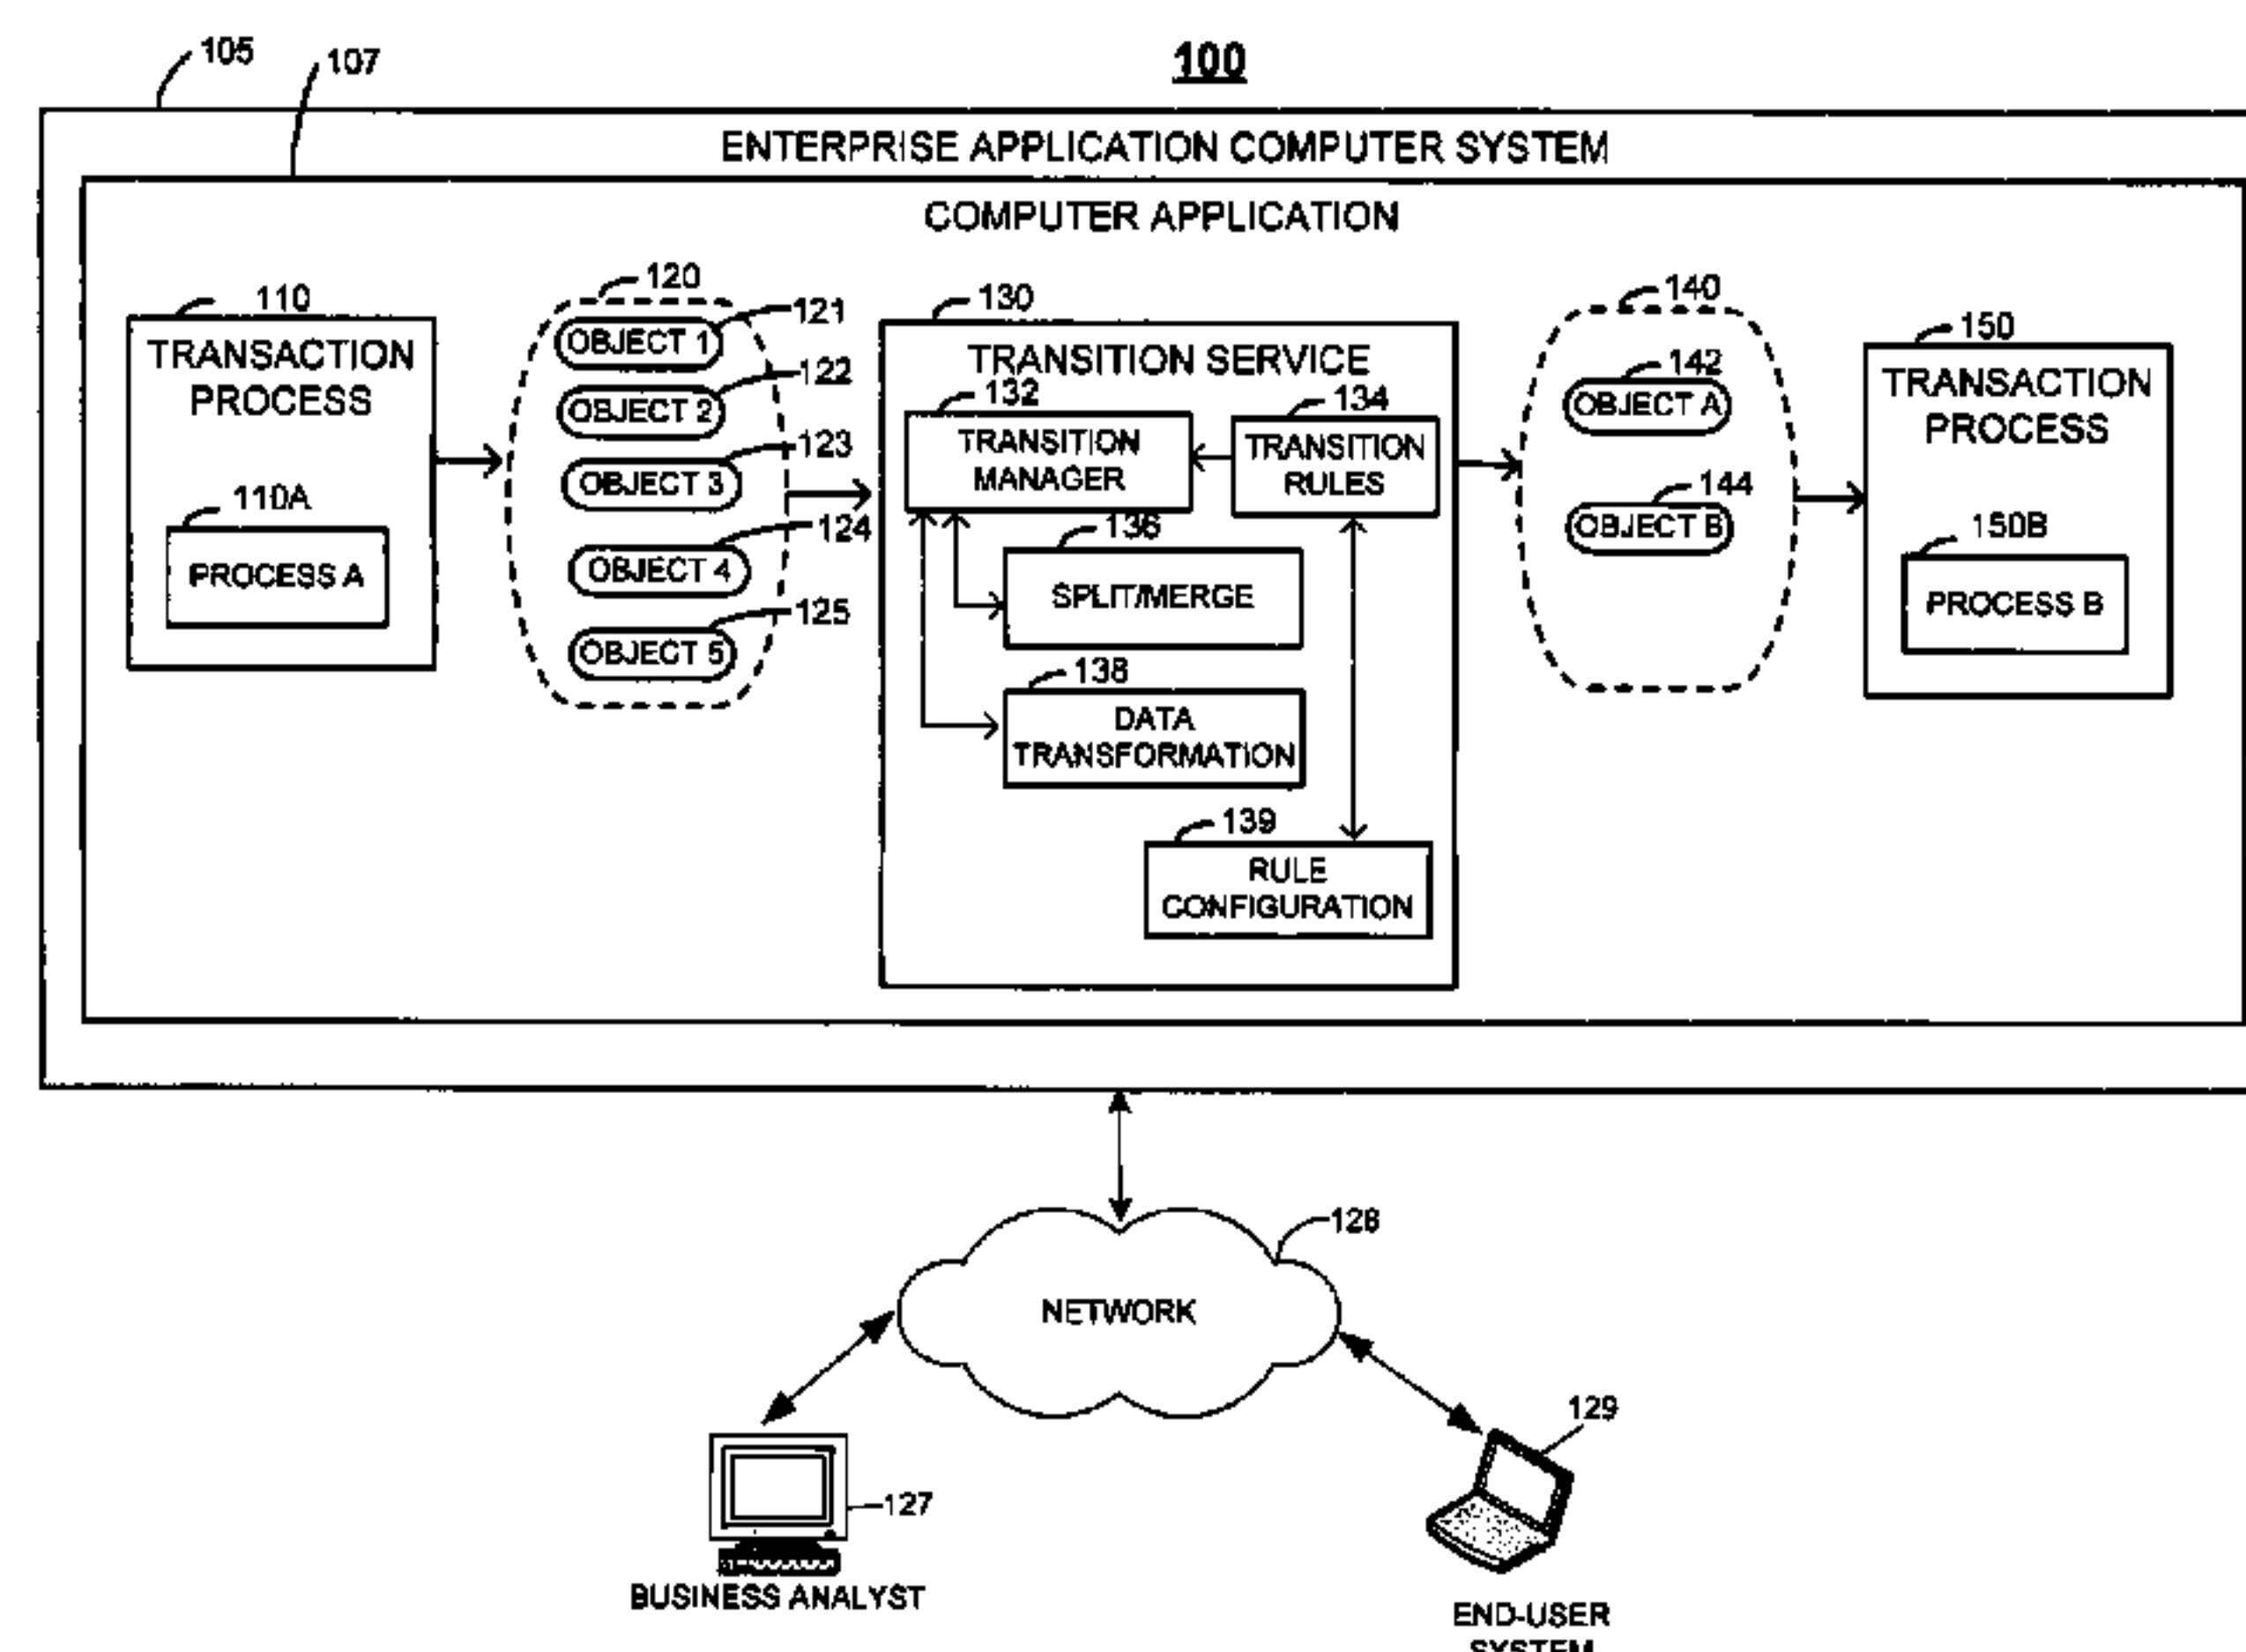 100
105
107
ENTERPRISE APPLICATION COMPUTER SYSTEM
COMPUTER APPLICATION
110
TRANSACTION
PROCESS
110A
PROCESS A
120
121
OBJECT 1
122
OBJECT 2
123
OBJECT 3
124
OBJECT 4
125
OBJECT 5
130
TRANSITION SERVICE
132
TRANSITION
MANAGER
134
TRANSITION
RULES
136
SPLIT/MERGE
138
DATA
TRANSFORMATION
139
RULE
CONFIGURATION
140
142
OBJECT A
144
OBJECT B
150
TRANSACTION
PROCESS
150B
PROCESS B
128
NETWORK
127
BUSINESS ANALYST
129
END-USER
SYSTEM